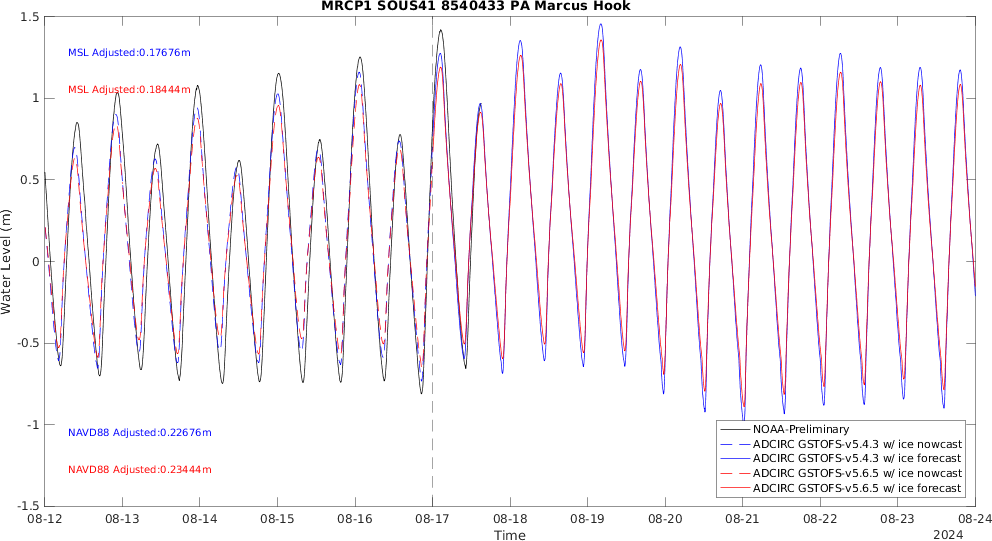 MRCP1 SOUS41 8540433 PA Marcus Hook
1.5
MSL Adjusted:0.17676m
MSL Adjusted:0.18444m
1
0.5
0
-0.5
-1
-1.5
Water Level (m)
NAVD88 Adjusted:0.22676m
NAVD88 Adjusted:0.23444m
NOAA-Preliminary
ADCIRC GSTOFS-v5.4.3 w/ ice nowcast
ADCIRC GSTOFS-v5.4.3 w/ ice forecast
ADCIRC GSTOFS-v5.6.5 w/ ice nowcast
ADCIRC GSTOFS-v5.6.5 w/ ice forecast
08-12 08-13 08-14 08-15 08-16 08-17 08-18 08-19 08-20 08-21 08-22 08-23 08-24
Time
2024